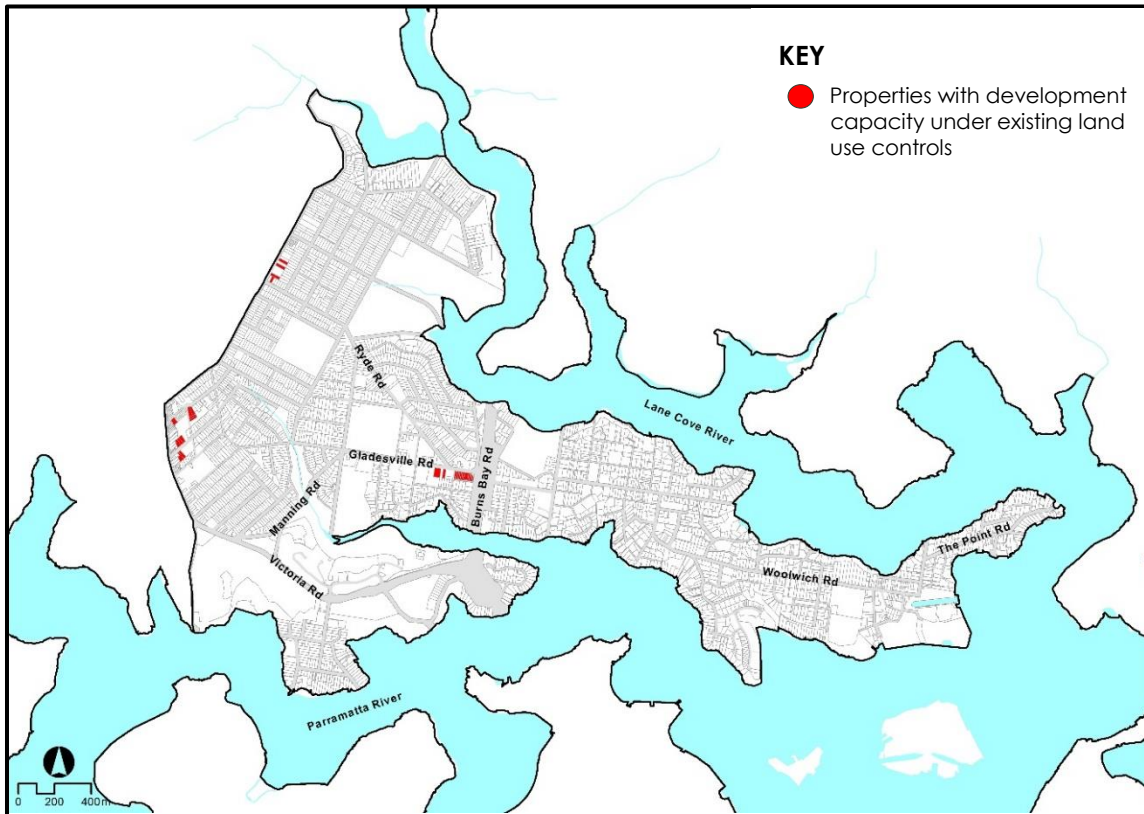 KEY
Properties with development
capacity under existing land
use controls
Ryde Rd
Lane Cove River
Gladesville Rd
Burns Bay Rd
Manning Rd
The Point Rd
Victoria Rd
Woolwich Rd
Parramatta River
0 200 400m